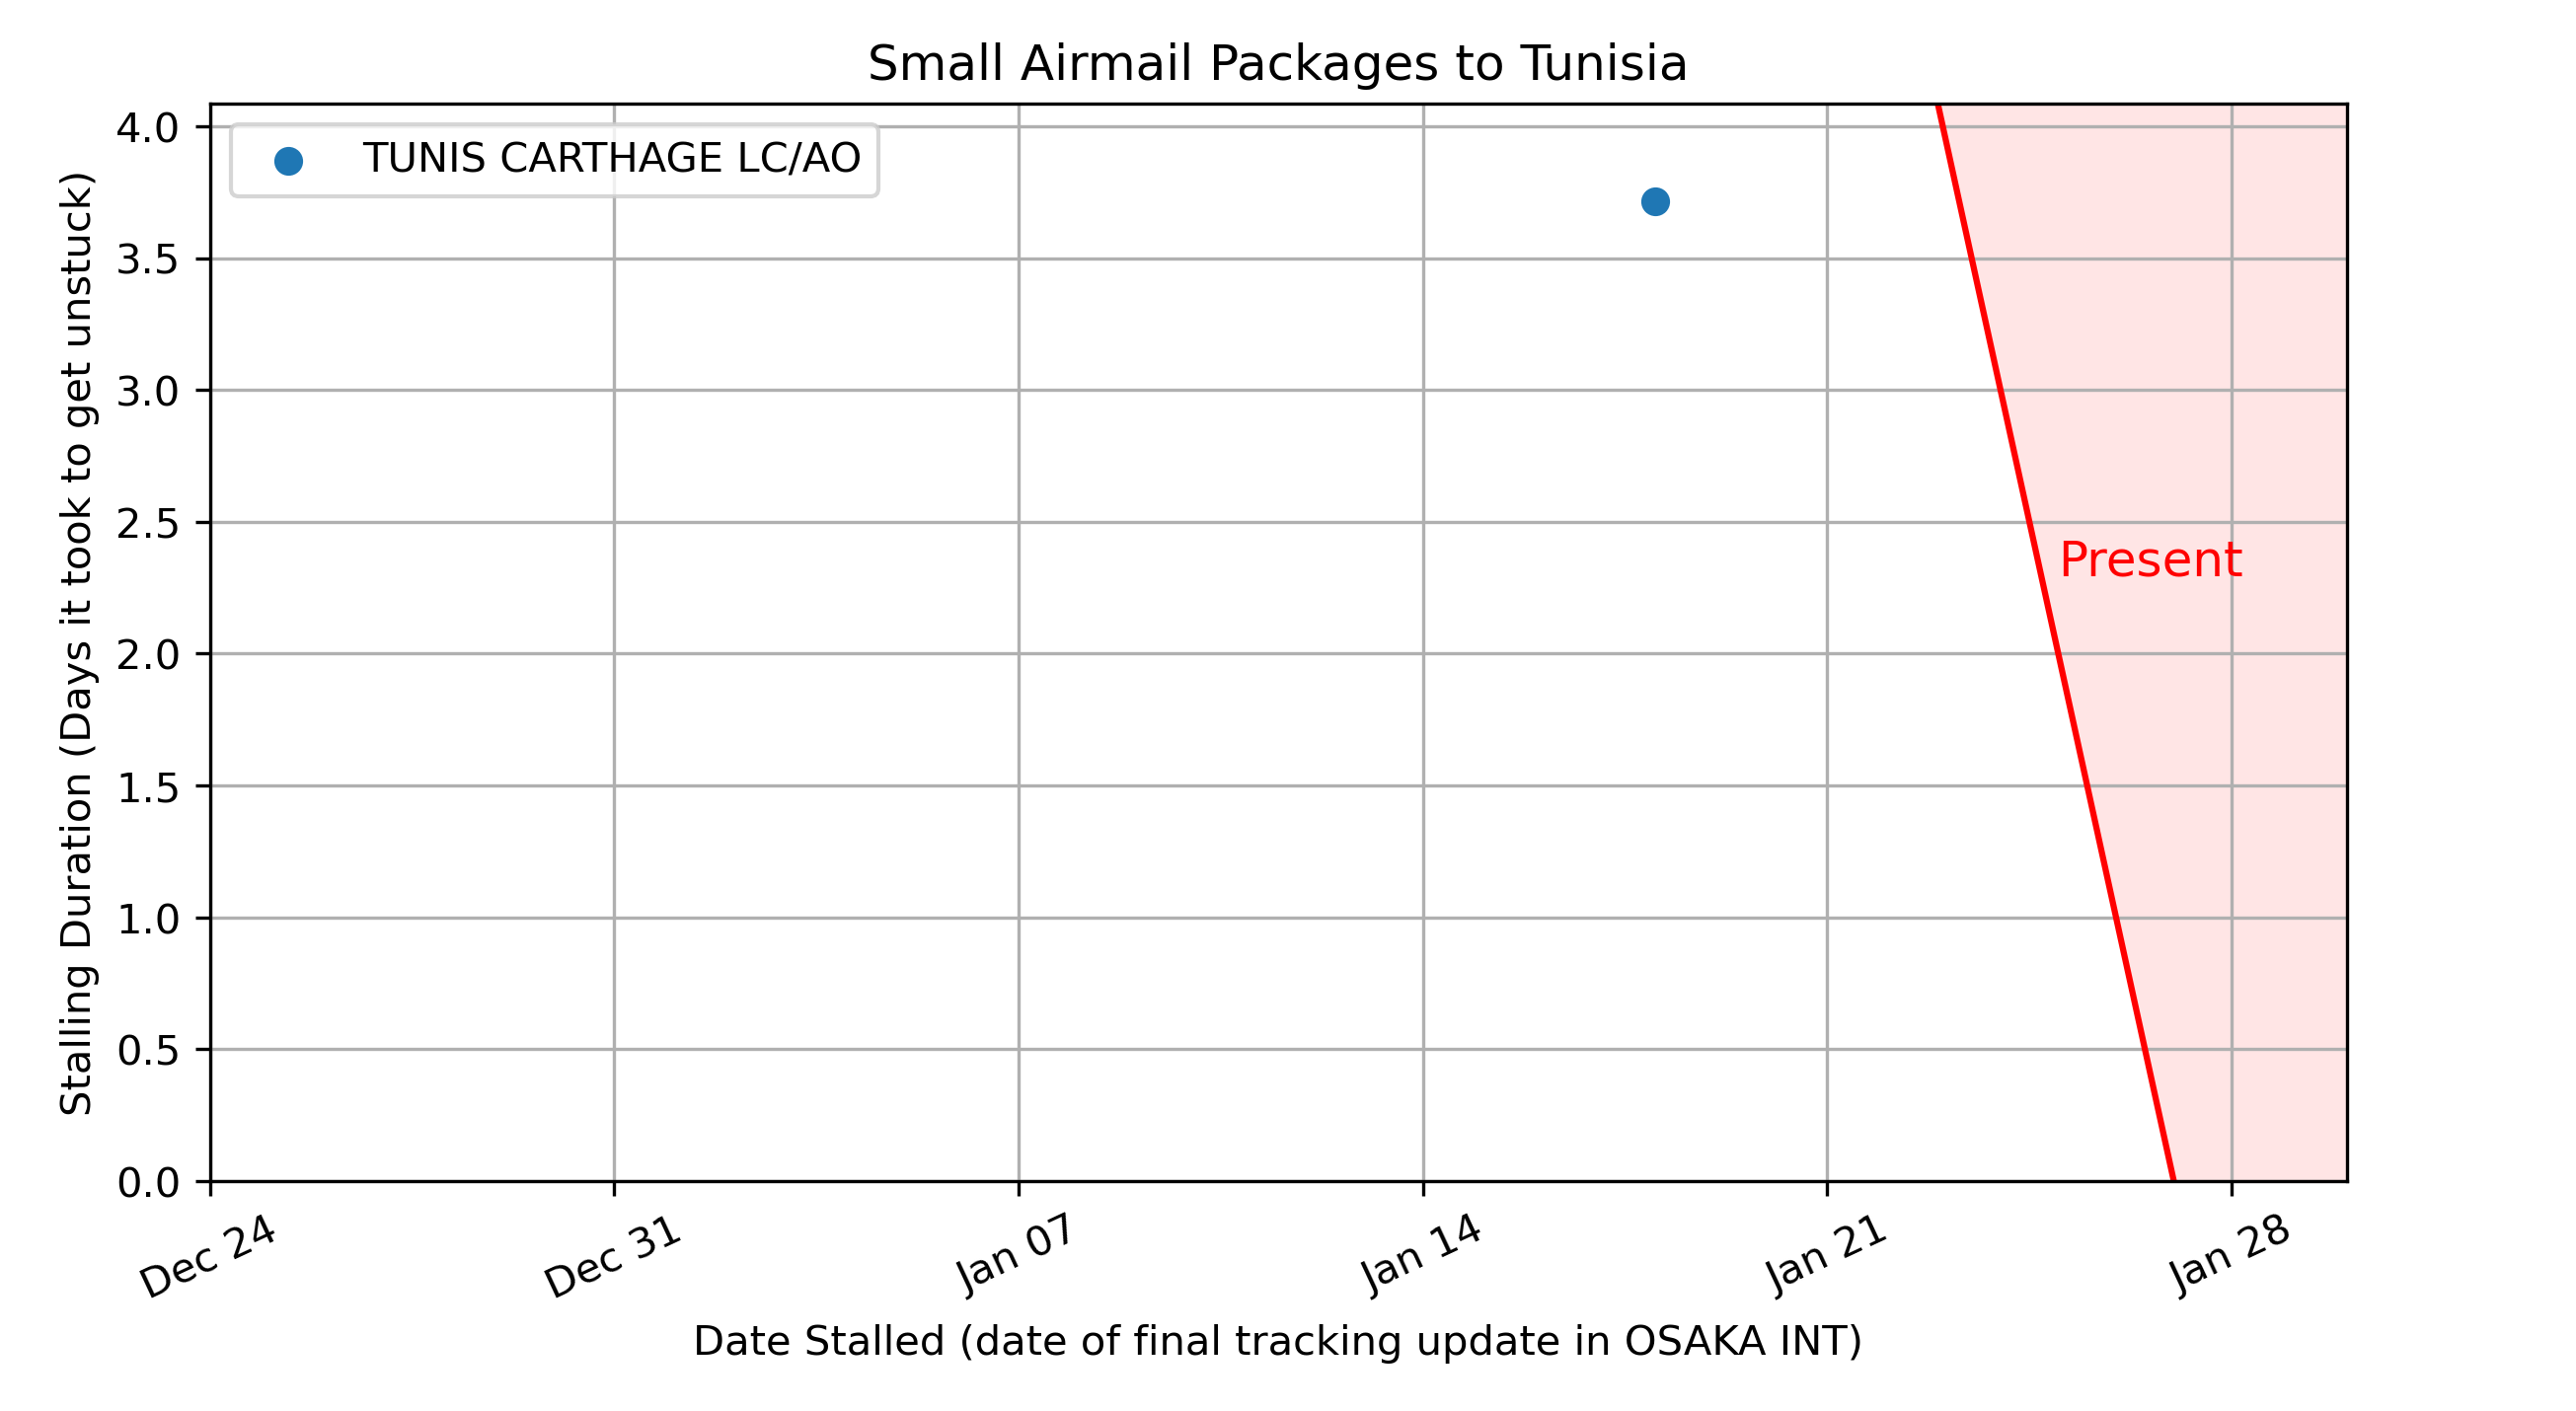 Small Airmail Packages to Tunisia
TUNIS CARTHAGE LC/AO
Present
Stalling Duration (Days it took to get unstuck)
4.0
3.5
3.0
2.5
2.0
1.5
1.0
0.5
0.0
Dec 24
Dec 31
Jan 07
Jan 14
Jan 21
Jan 28
Date Stalled (date of final tracking update in OSAKA INT)